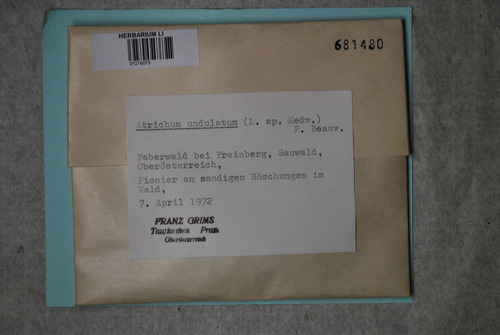 HERBARIUM LI
681480
Atrichum undulatum (L. ap. Hedw.)
P. Beauv.
Faberwald bei Freinberg, Sauwald,
Oberösterreich,
Pionier an sandigen Böschungen im
Wald,
7. April 1972
FRANZ GRIMS
Taufkirchen Pram
Oberösterreich